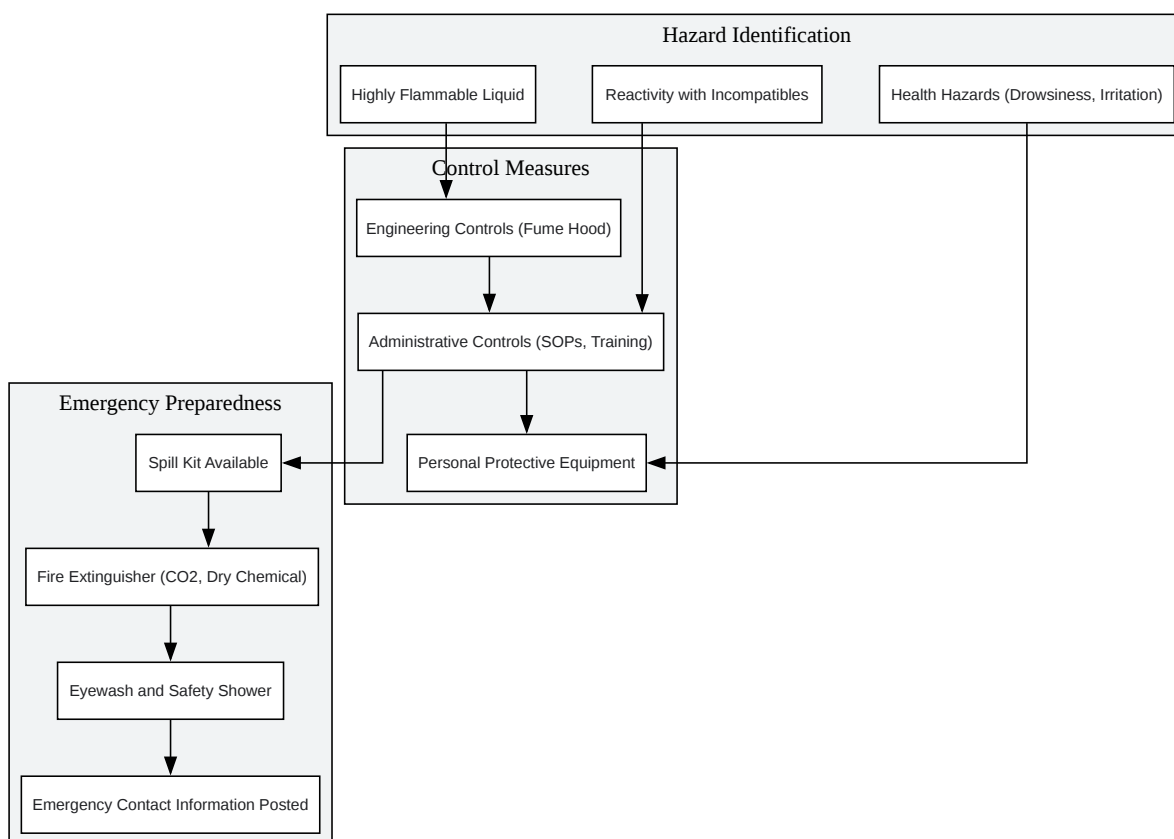 Hazard Identification
Highly Flammable Liquid
Reactivity with Incompatibles
Health Hazards (Drowsiness, Irritation)
Control Measures
Engineering Controls (Fume Hood)
Administrative Controls (SOPs, Training)
Personal Protective Equipment
Emergency Preparedness
Spill Kit Available
Fire Extinguisher (CO2, Dry Chemical)
Eyewash and Safety Shower
Emergency Contact Information Posted